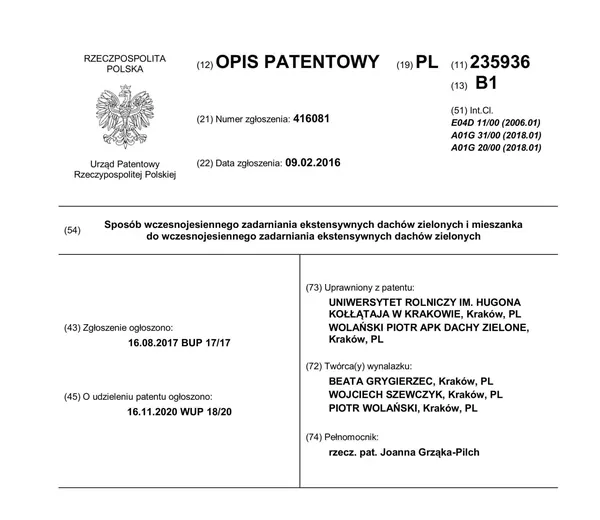 RZECZPOSPOLITA
POLSKA
Urząd Patentowy
Rzeczypospolitej Polskiej
(12) OPIS PATENTOWY (19) PL (11) 235936
(13) B1
(21) Numer zgłoszenia: 416081
(22) Data zgłoszenia: 09.02.2016
(51) Int.Cl.
E04D 11/00 (2006.01)
A01G 31/00 (2018.01)
A01G 20/00 (2018.01)
(54) Sposób wczesnojesiennego zadarniania ekstensywnych dachów zielonych i mieszanka
do wczesnojesiennego zadarniania ekstensywnych dachów zielonych
(43) Zgłoszenie ogłoszono:
16.08.2017 BUP 17/17
(45) O udzieleniu patentu ogłoszono:
16.11.2020 WUP 18/20
(73) Uprawniony z patentu:
UNIWERSYTET ROLNICZY IM. HUGONA
KOŁŁĄTAJA W KRAKOWIE, Kraków, PL
WOLAŃSKI PIOTR APK DACHY ZIELONE,
Kraków, PL
(72) Twórca(y) wynalazku:
BEATA GRYGIERZEC, Kraków, PL
WOJCIECH SZEWCZYK, Kraków, PL
PIOTR WOLAŃSKI, Kraków, PL
(74) Pełnomocnik:
rzecz. pat. Joanna Grząka-Pilch